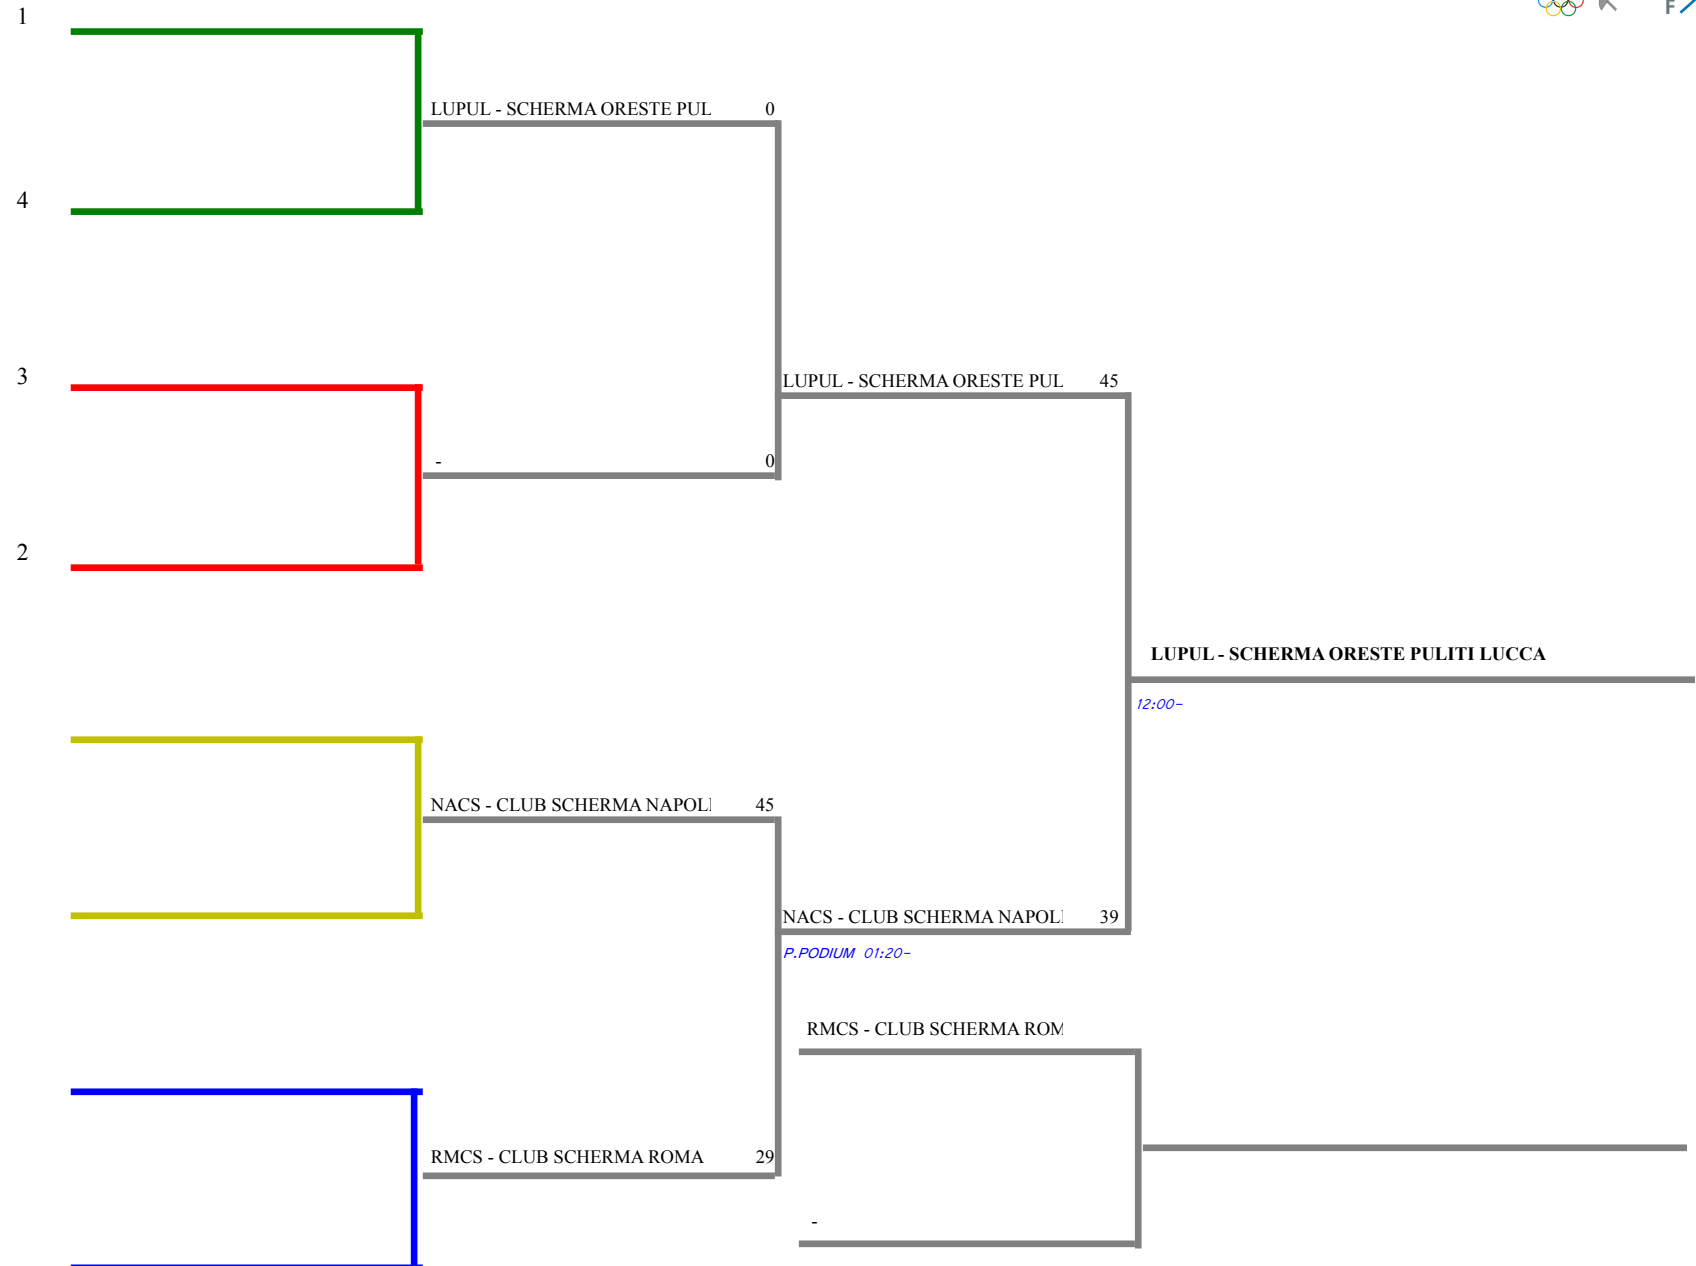 1
F
LUPUL - SCHERMA ORESTE PUL 0
4
3
LUPUL - SCHERMA ORESTE PUL 45
- 0
2
LUPUL - SCHERMA ORESTE PULITI LUCCA
12:00-
NACS - CLUB SCHERMA NAPOLI 45
NACS - CLUB SCHERMA NAPOLI 39
P.PODIUM 01:20-
RMCS - CLUB SCHERMA ROM
RMCS - CLUB SCHERMA ROMA 29
-